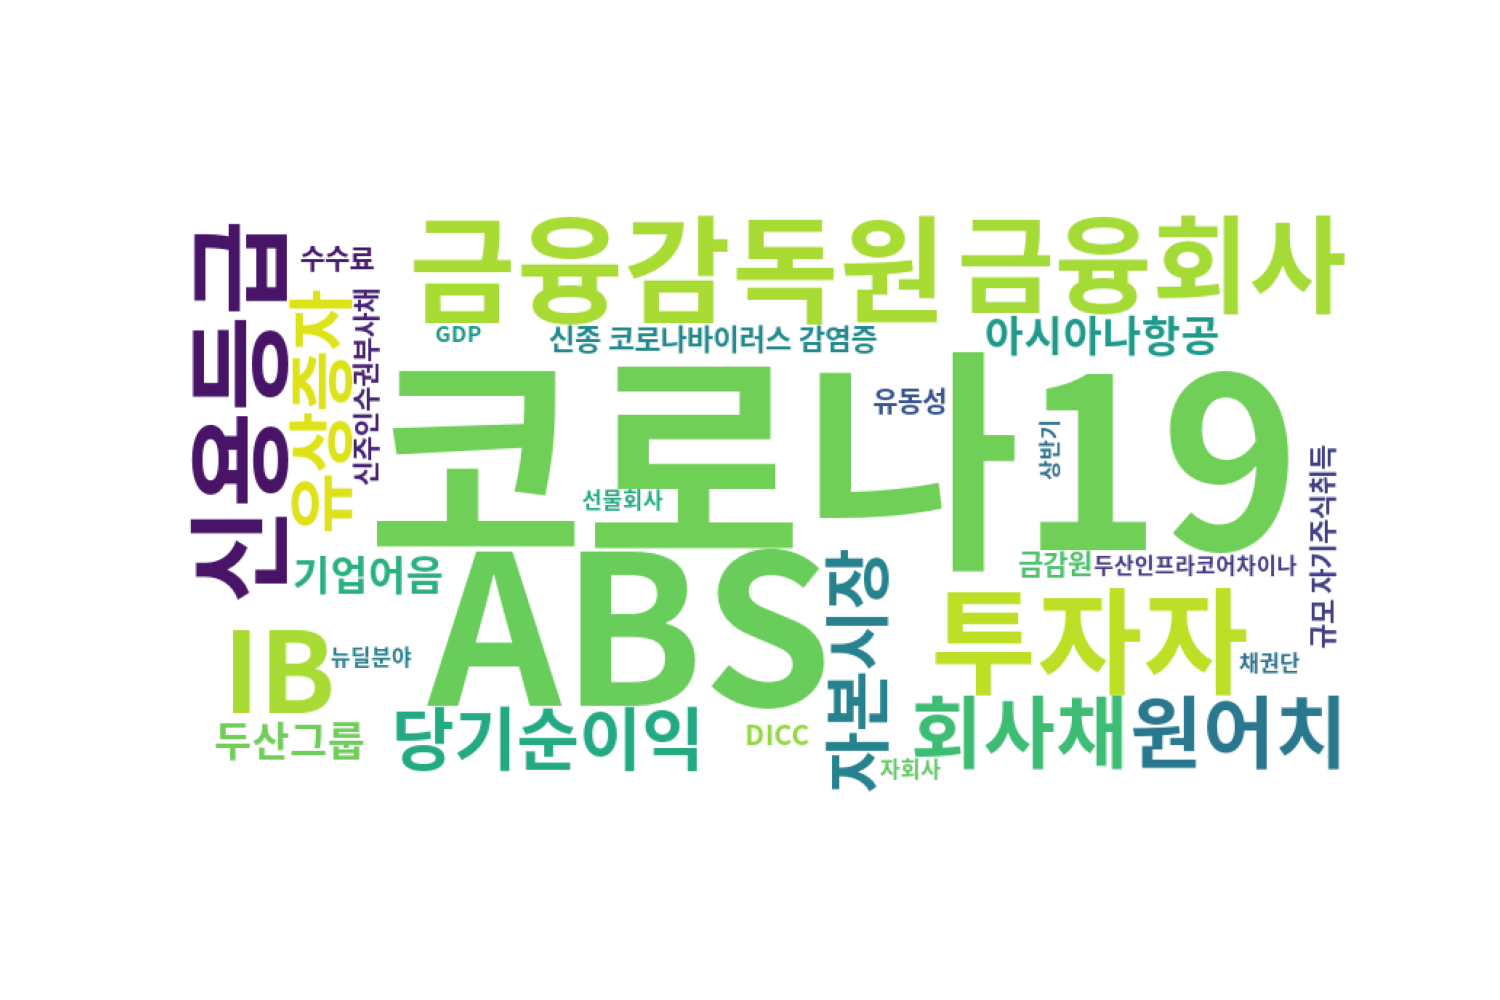 금융감독원
금융회사
신용등급
수수료
유상증자
신주인수권부사채
GDP
신종 코로나바이러스 감염증
아시아나항공
코로나19
유동성
상반기
선물회사
규모 자기주식취득
기업어음
ABS
자본시장
금감원
두산인프라코어차이나
투자자
IB
뉴딜분야
채권단
두산그룹
당기순이익
DICC
회사채
원어치
자회사